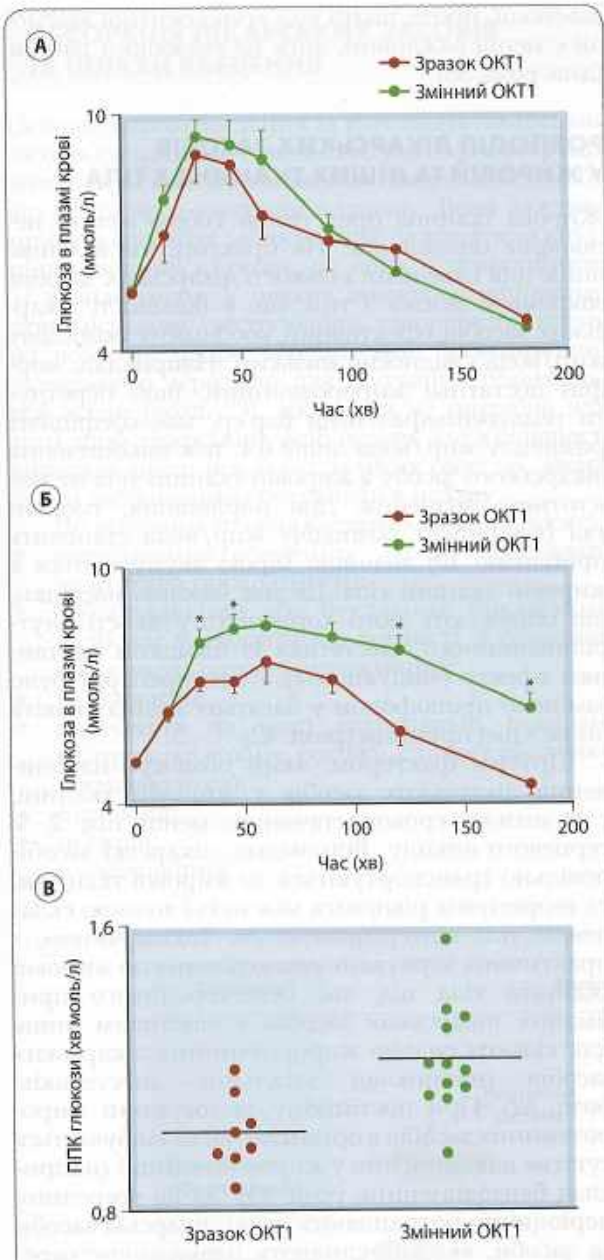 А
Зразок ОКТ1
Змінний ОКТ1
Глюкоза в плазмі крові
(ммоль/л)
10
4
0
50
100
150
200
Час (хв)
Б
Зразок ОКТ1
Змінний ОКТ1
Глюкоза в плазмі крові
(ммоль/л)
10
4
* * * *
0
50
100
150
200
Час (хв)
В
ППК глюкози (хв·моль/л)
1.6
0.8
Зразок ОКТ1
Змінний ОКТ1